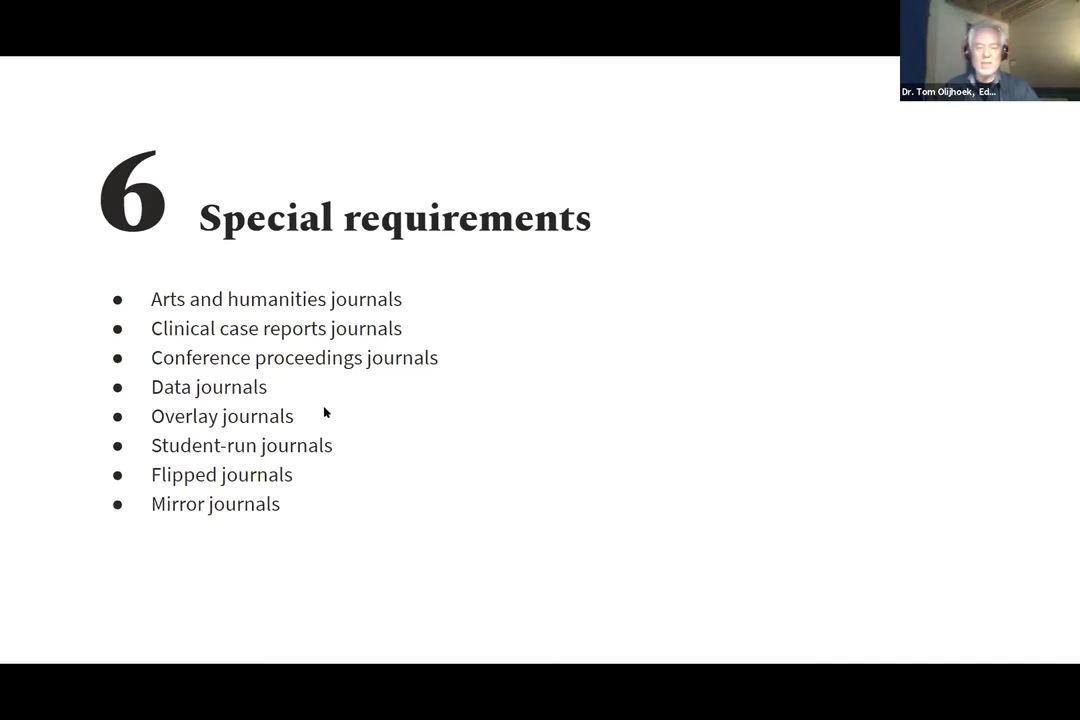 Dr. Tom Olijhoek, Ed...
6 Special requirements
● Arts and humanities journals
● Clinical case reports journals
● Conference proceedings journals
● Data journals
● Overlay journals
● Student-run journals
● Flipped journals
● Mirror journals